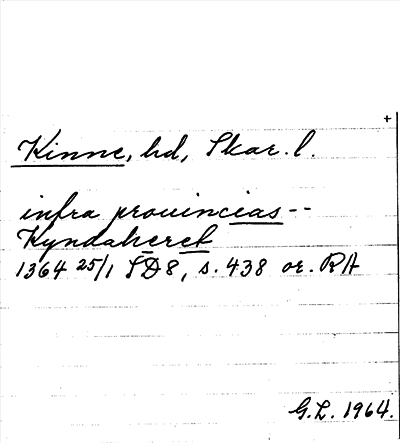 +
Kinne, hd, Skar. l.
infra prouincias --
Kyndaheret
1364 25/1 SD8, s. 438 or. RA
G.L. 1964.